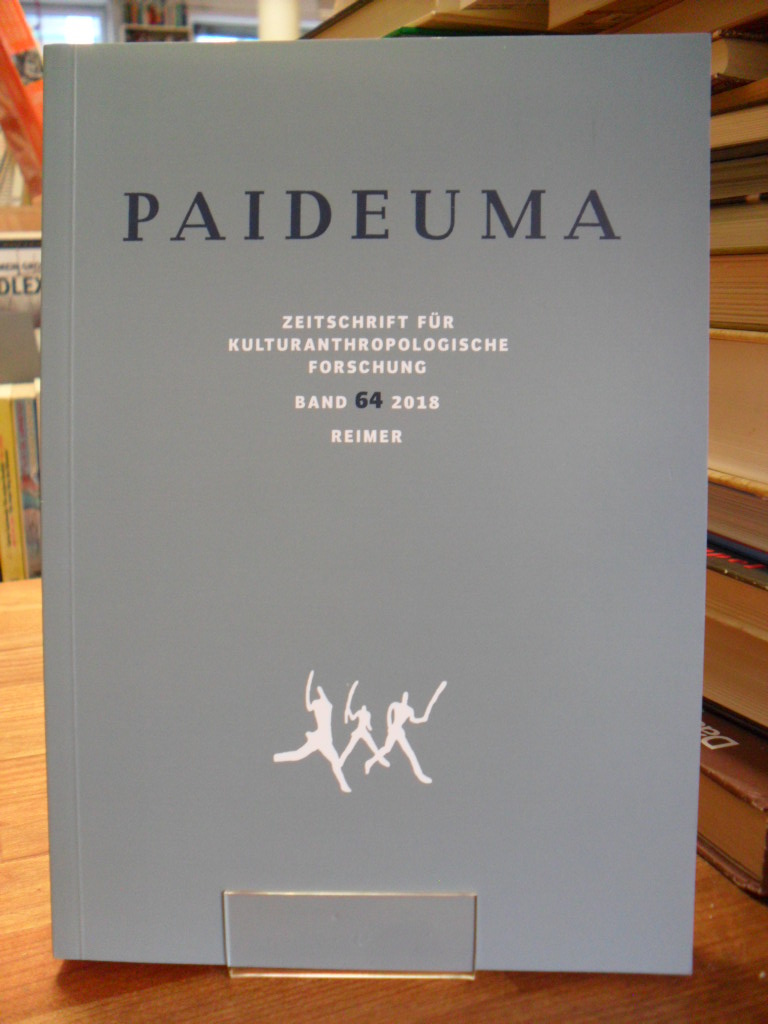 PAIDEUMA
ZEITSCHRIFT FÜR
KULTURANTHROPOLOGISCHE
FORSCHUNG
BAND 64 2018
REIMER